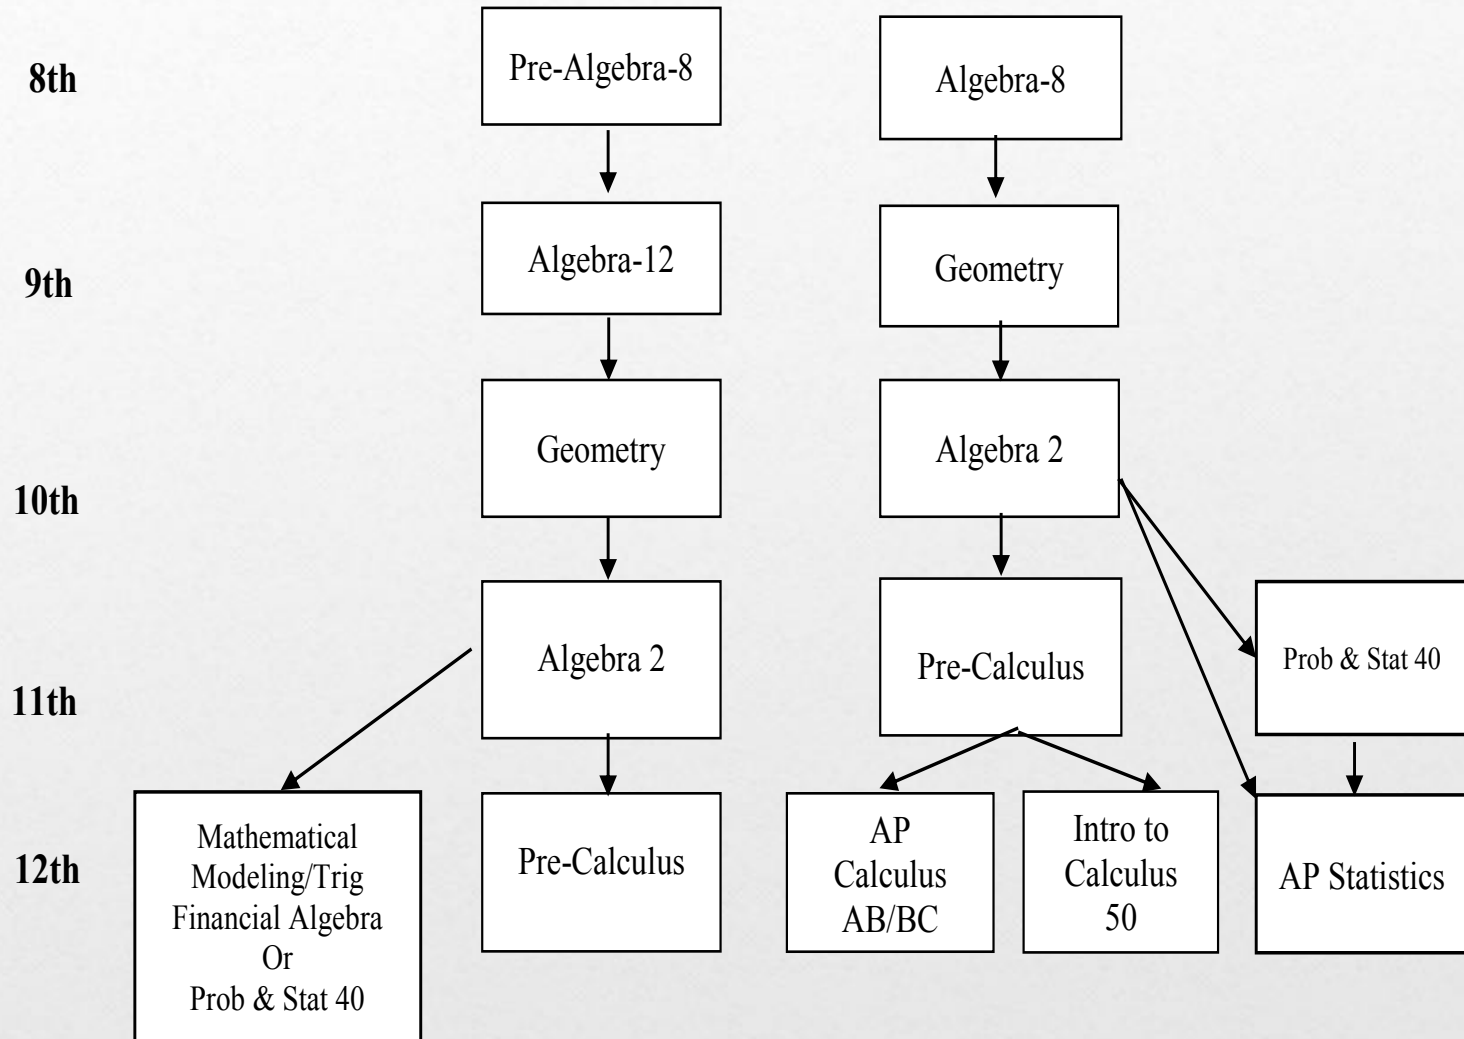 8th
Pre-Algebra-8
Algebra-8
9th
Algebra-12
Geometry
10th
Geometry
Algebra 2
11th
Algebra 2
Pre-Calculus
Prob & Stat 40
12th
Mathematical
Modeling/Trig
Financial Algebra
Or
Prob & Stat 40
Pre-Calculus
AP
Calculus
AB/BC
Intro to
Calculus
50
AP Statistics